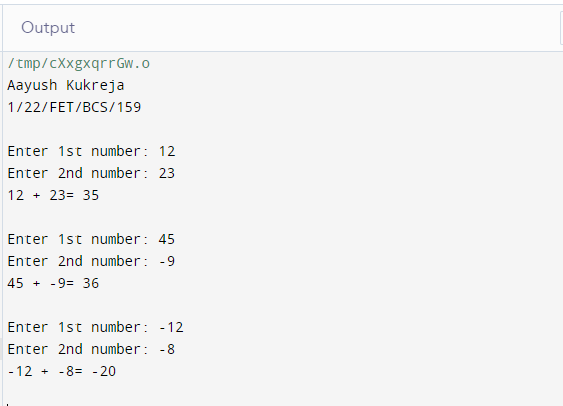 Output
/tmp/cXxgxqrrGw.o
Aayush Kukreja
1/22/FET/BCS/159
Enter 1st number: 12
Enter 2nd number: 23
12 + 23= 35
Enter 1st number: 45
Enter 2nd number: -9
45 + -9= 36
Enter 1st number: -12
Enter 2nd number: -8
-12 + -8= -20